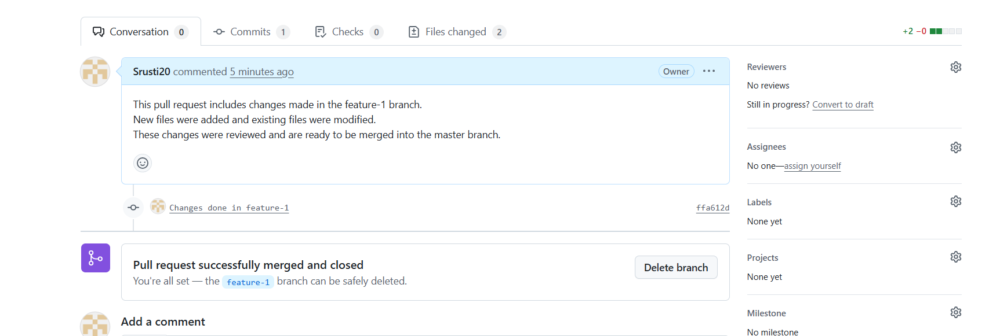 Conversation 0 Commits 1 Checks 0 Files changed 2 +2 −0
Srusti20 commented 5 minutes ago Owner
This pull request includes changes made in the feature-1 branch.
New files were added and existing files were modified.
These changes were reviewed and are ready to be merged into the master branch.
Changes done in feature-1 ffa612d
Pull request successfully merged and closed
You're all set — the feature-1 branch can be safely deleted.
Delete branch
Add a comment
Reviewers
No reviews
Still in progress? Convert to draft
Assignees
No one—assign yourself
Labels
None yet
Projects
None yet
Milestone
No milestone